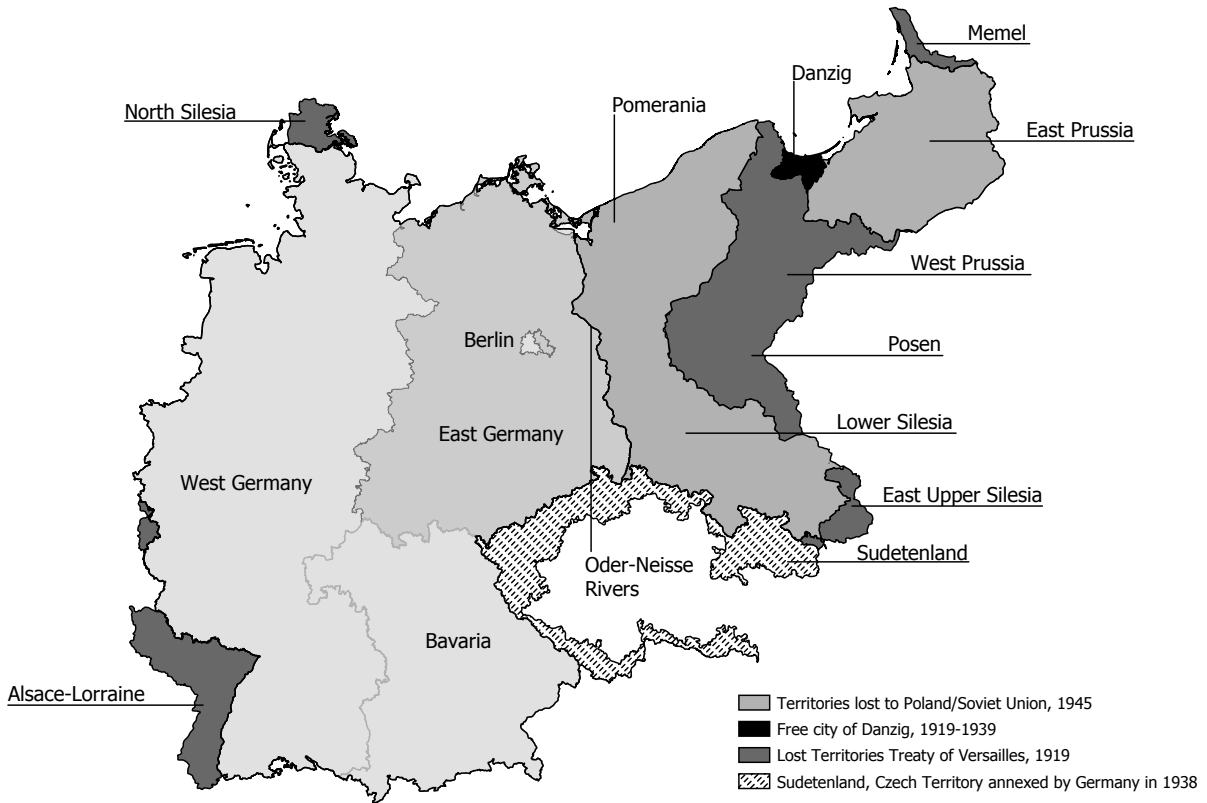 Memel
Danzig
Pomerania
North Silesia
East Prussia
West Prussia
Berlin
Posen
Lower Silesia
East Germany
West Germany
East Upper Silesia
Sudetenland
Oder-Neisse
Rivers
Bavaria
Alsace-Lorraine
Territories lost to Poland/Soviet Union, 1945
Free city of Danzig, 1919-1939
Lost Territories Treaty of Versailles, 1919
Sudetenland, Czech Territory annexed by Germany in 1938